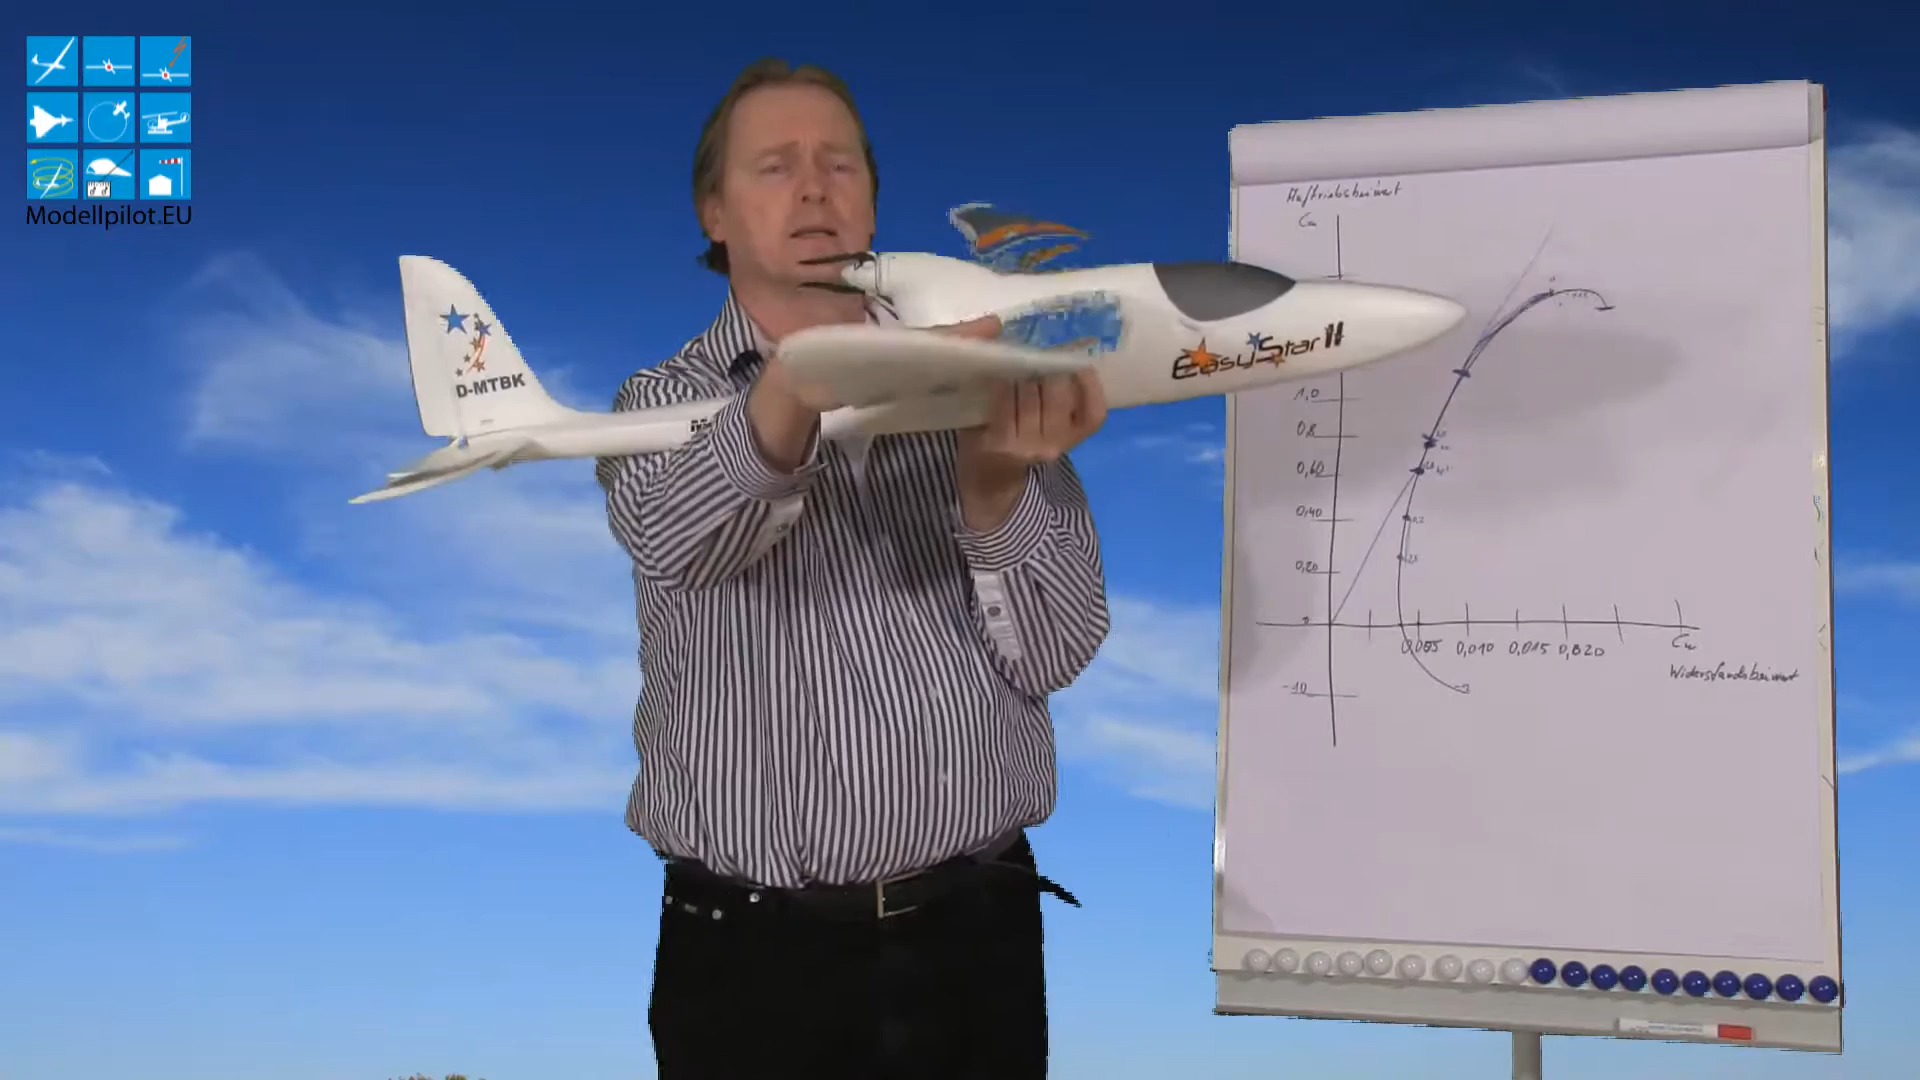 Modellpilot.EU
Auftriebsbeiwert
Ca
D-MTBK
EasyStar II
1,0
0,8
0,60
0,40
0,20
0
0,005 0,010 0,015 0,020
Cw
Widerstandsbeiwert
-10